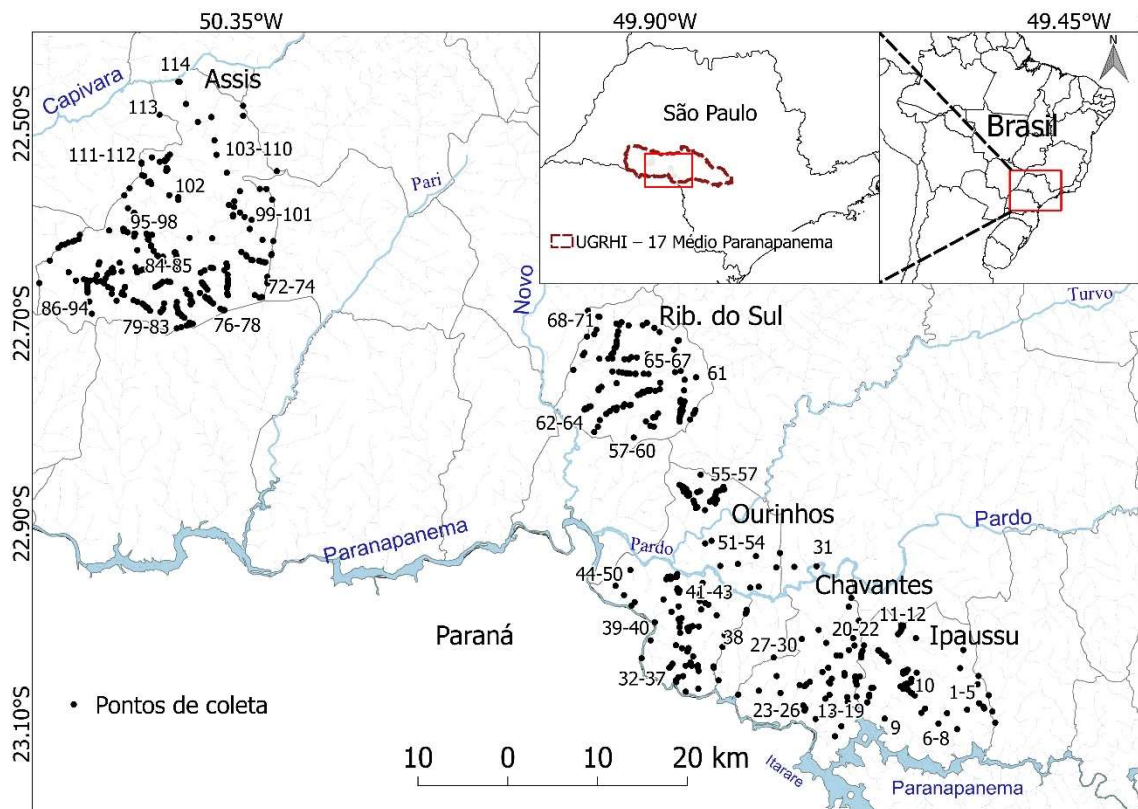 50.35°W
49.90°W
49.45°W
22.50°S
22.70°S
22.90°S
23.10°S
N
114
Assis
Capivara
113
São Paulo
Brasil
111-112
103-110
Pari
102
95-98
99-101
UGRHI – 17 Médio Paranapanema
84-85
Novo
72-74
Turvo
86-94
68-71
Rib. do Sul
79-83
76-78
65-67
61
62-64
57-60
55-57
Ourinhos
Pardo
Paranapanema
Pardo
51-54
31
44-50
Chavantes
41-43
11-12
39-40
20-22
Ipaussu
Paraná
38
27-30
32-37
10
1-5
Pontos de coleta
23-26
13-19
9
6-8
10 0 10 20 km
Itarare
Paranapanema